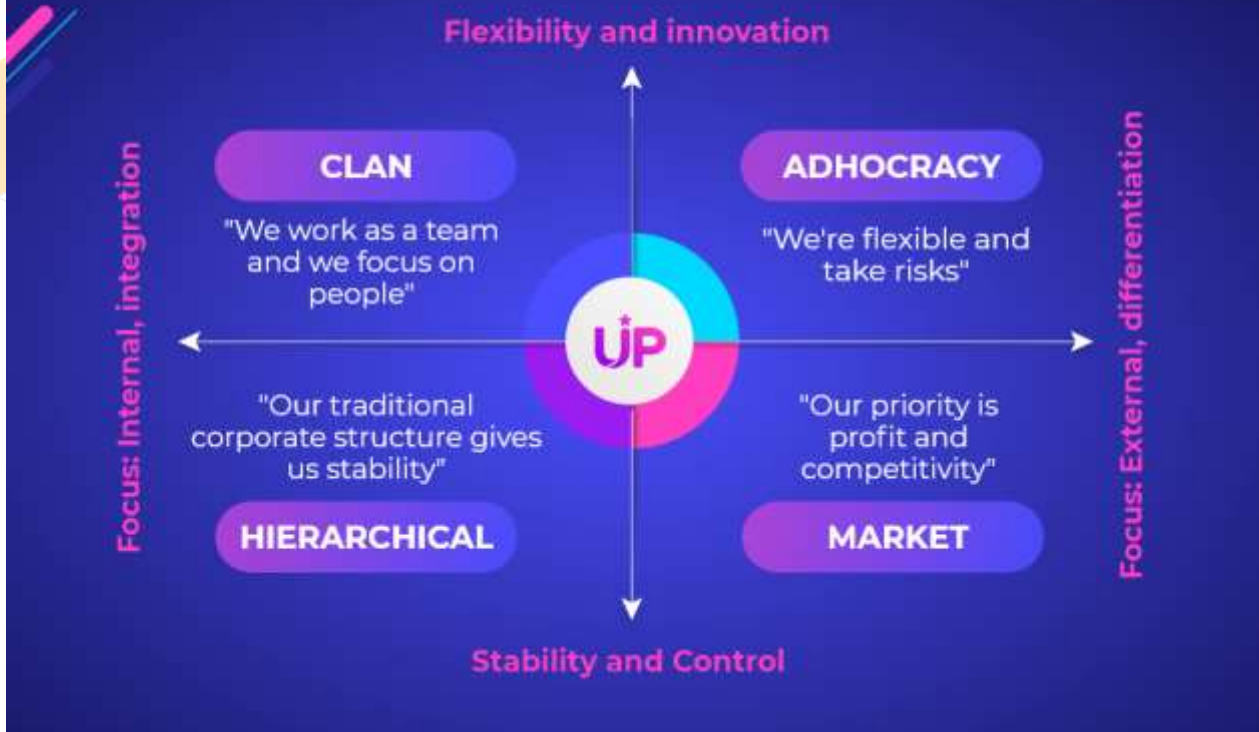 Flexibility and innovation
Focus: Internal, integration
CLAN
"We work as a team
and we focus on
people"
ADHOCRACY
"We're flexible and
take risks"
Focus: External, differentiation
UP
"Our traditional
corporate structure gives
us stability"
HIERARCHICAL
"Our priority is
profit and
competitivity"
MARKET
Stability and Control